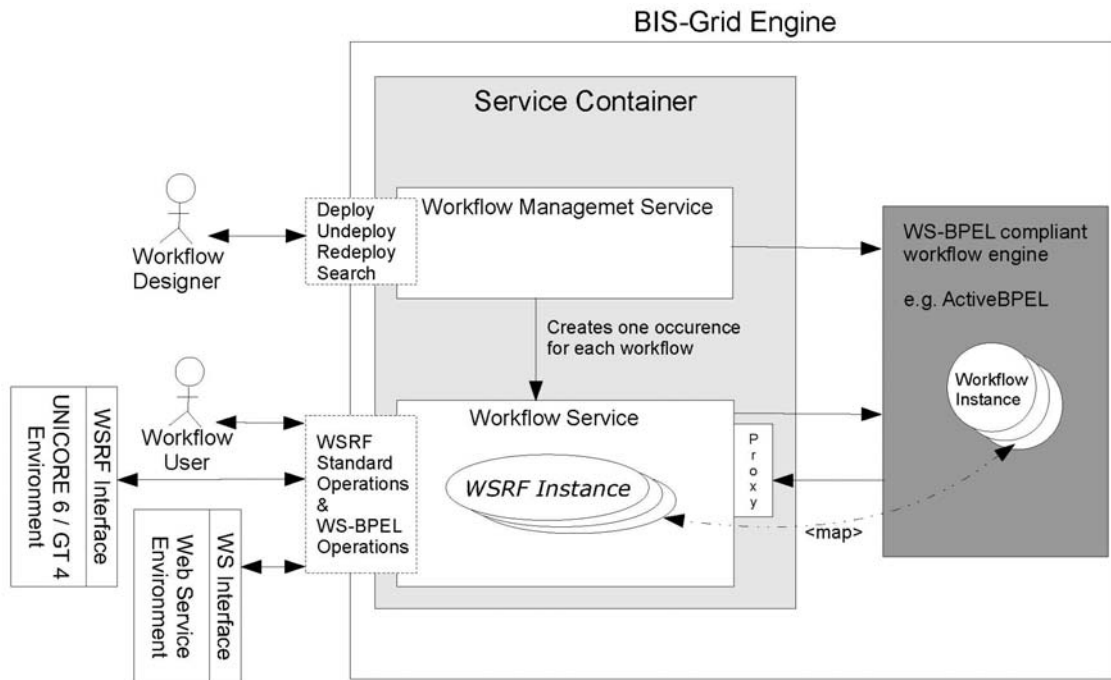 BIS-Grid Engine
Service Container
Deploy
Undeploy
Redeploy
Search
Workflow Managemet Service
Workflow
Designer
WS-BPEL compliant
workflow engine
e.g. ActiveBPEL
Creates one occurence
for each workflow
Workflow
Instance
Workflow
User
WSRF Interface
UNICORE 6 / GT 4
Environment
WSRF
Standard
Operations
&
WS-BPEL
Operations
Workflow Service
WSRF Instance
Proxy
<map>
WS Interface
Web Service
Environment